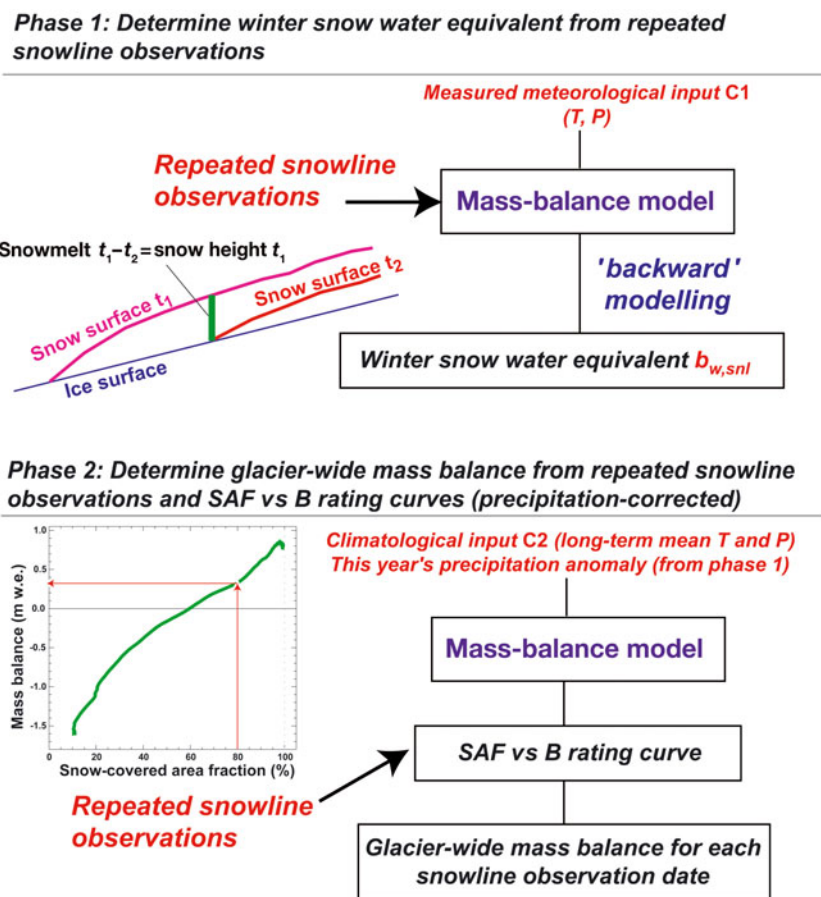 Phase 1: Determine winter snow water equivalent from repeated
snowline observations
Measured meteorological input C1
(T, P)
Repeated snowline
observations
Mass-balance model
Snowmelt t₁–t₂=snow height t₁
Snow surface t₁
Snow surface t₂
Ice surface
'backward'
modelling
Winter snow water equivalent b_w,snl
Phase 2: Determine glacier-wide mass balance from repeated snowline
observations and SAF vs B rating curves (precipitation-corrected)
Mass balance (m w.e.)
1.0
0.5
0.0
-0.5
-1.0
-1.5
0 20 40 60 80 100
Snow-covered area fraction (%)
Climatological input C2 (long-term mean T and P)
This year's precipitation anomaly (from phase 1)
Mass-balance model
SAF vs B rating curve
Repeated snowline
observations
Glacier-wide mass balance for each
snowline observation date